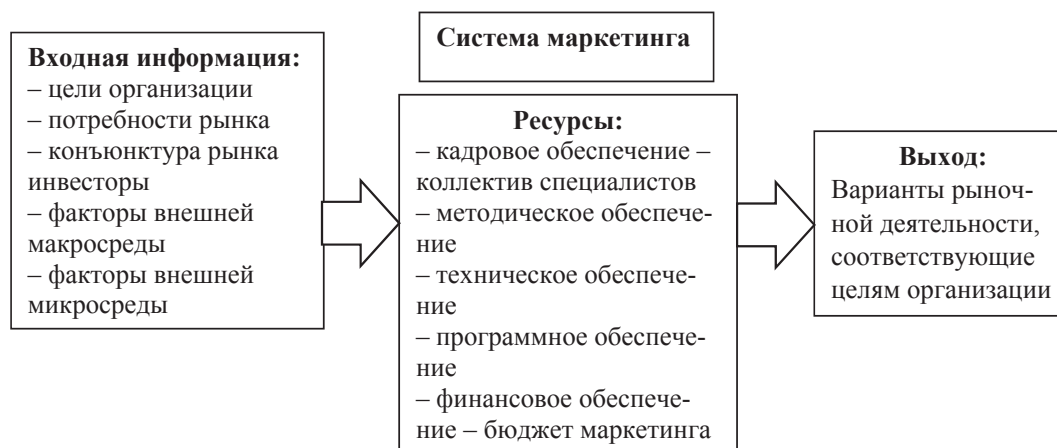 Входная информация:
– цели организации
– потребности рынка
– конъюнктура рынка
инвесторы
– факторы внешней
макросреды
– факторы внешней
микросреды
Система маркетинга
Ресурсы:
– кадровое обеспечение –
коллектив специалистов
– методическое обеспече-
ние
– техническое обеспече-
ние
– программное обеспече-
ние
– финансовое обеспече-
ние – бюджет маркетинга
Выход:
Варианты рыноч-
ной деятельности,
соответствующие
целям организации